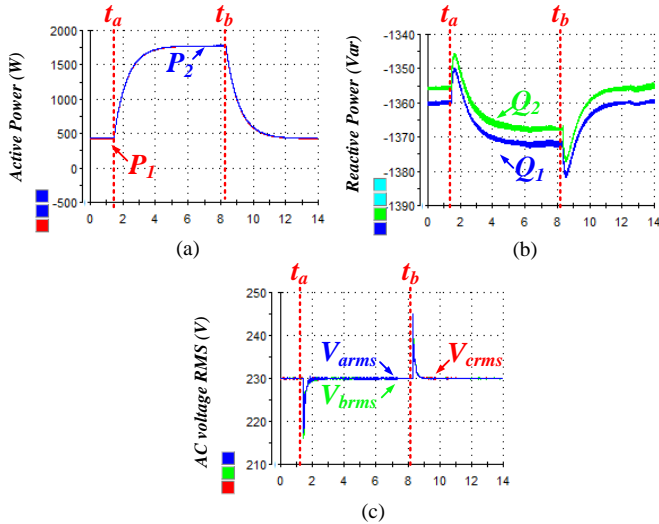 t_a
t_b
Active Power (W)
2000
1500
1000
500
0
-500
P_2
P_1
0 2 4 6 8 10 12 14
(a)
t_a
t_b
Reactive Power (Var)
-1340
-1350
-1360
-1370
-1380
-1390
Q_2
Q_1
0 2 4 6 8 10 12 14
(b)
t_a
t_b
AC voltage RMS (V)
250
240
230
220
210
V_arms
V_crms
V_brms
0 2 4 6 8 10 12 14
(c)